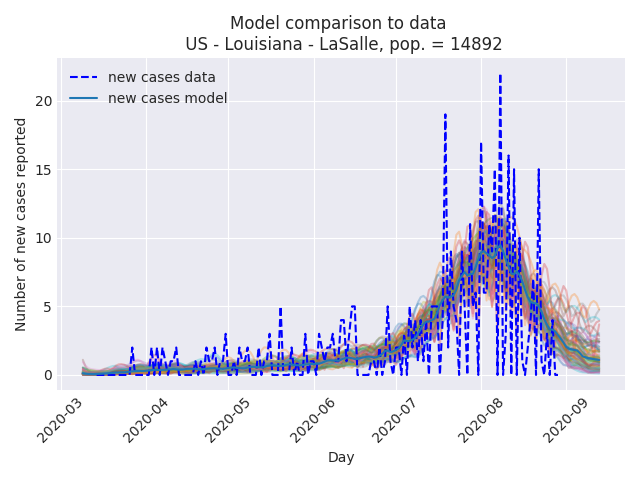 Model comparison to data
US - Louisiana - LaSalle, pop. = 14892
new cases data
new cases model
Number of new cases reported
20
15
10
5
0
2020-03
2020-04
2020-05
2020-06
2020-07
2020-08
2020-09
Day